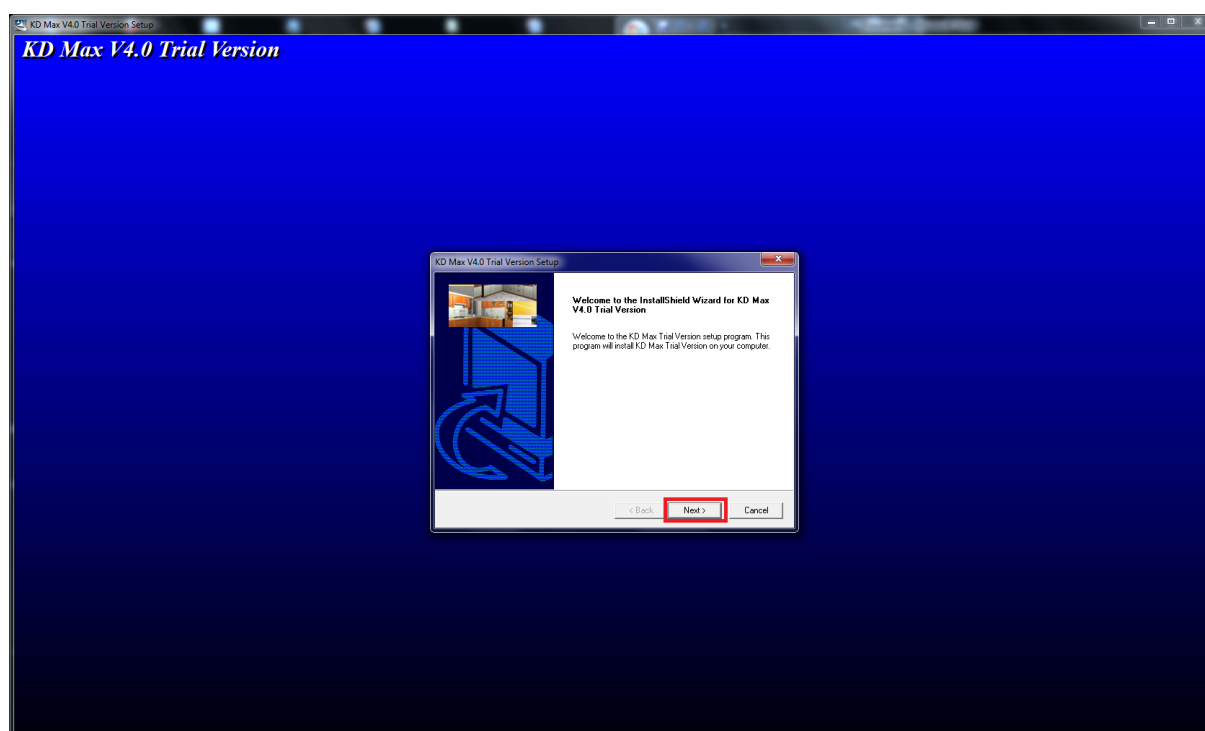 KD Max V4.0 Trial Version Setup
KD Max V4.0 Trial Version
KD Max V4.0 Trial Version Setup
Welcome to the InstallShield Wizard for KD Max
V4.0 Trial Version
Welcome to the KD Max Trial Version setup program. This
program will install KD Max Trial Version on your computer.
< Back Next > Cancel